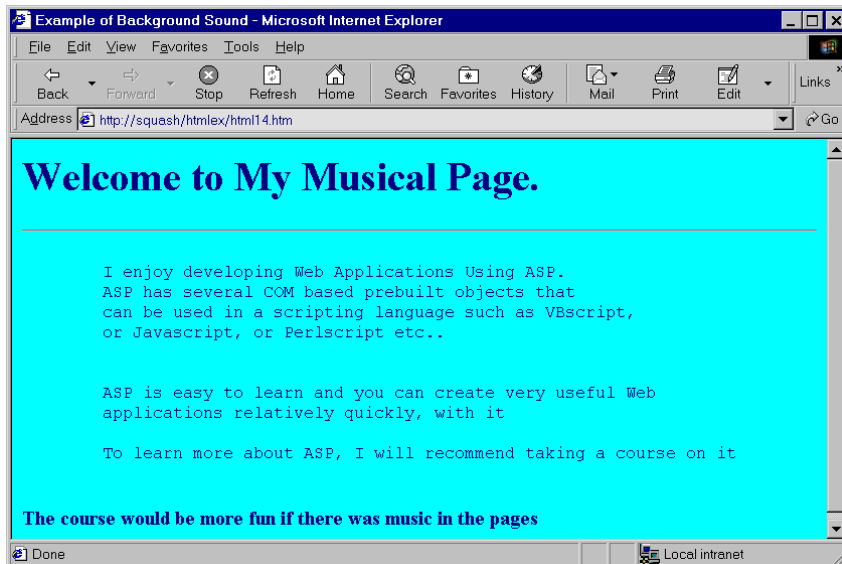 Example of Background Sound - Microsoft Internet Explorer
File Edit View Favorites Tools Help
Back Forward Stop Refresh Home Search Favorites History Mail Print Edit Links »
Address http://squash/htmlex/html14.htm Go
Welcome to My Musical Page.
I enjoy developing Web Applications Using ASP.
ASP has several COM based prebuilt objects that
can be used in a scripting language such as VBscript,
or Javascript, or Perlscript etc..
ASP is easy to learn and you can create very useful Web
applications relatively quickly, with it
To learn more about ASP, I will recommend taking a course on it
The course would be more fun if there was music in the pages
Done Local intranet